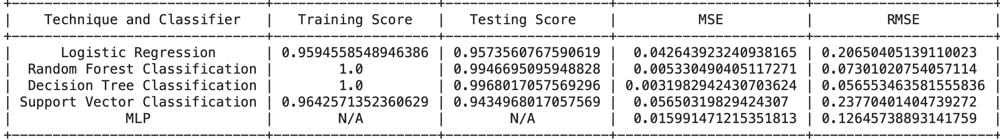 +-------------------------------+--------------------+--------------------+-----------------------+----------------------+
|    Technique and Classifier   |   Training Score   |   Testing Score    |          MSE          |         RMSE         |
+-------------------------------+--------------------+--------------------+-----------------------+----------------------+
|      Logistic Regression      | 0.9594558548946386 | 0.9573560767590619 |  0.042643923240938165 | 0.20650405139110023  |
|  Random Forest Classification |        1.0         | 0.9946695095948828 |  0.005330490405117271 | 0.07301020754057114  |
|  Decision Tree Classification |        1.0         | 0.9968017057569296 | 0.0031982942430703624 | 0.056553463581555836 |
| Support Vector Classification | 0.9642571352360629 | 0.9434968017057569 |  0.05650319829424307  | 0.23770401404739272  |
|              MLP              |        N/A         |        N/A         |  0.015991471215351813 | 0.12645738893141759  |
+-------------------------------+--------------------+--------------------+-----------------------+----------------------+